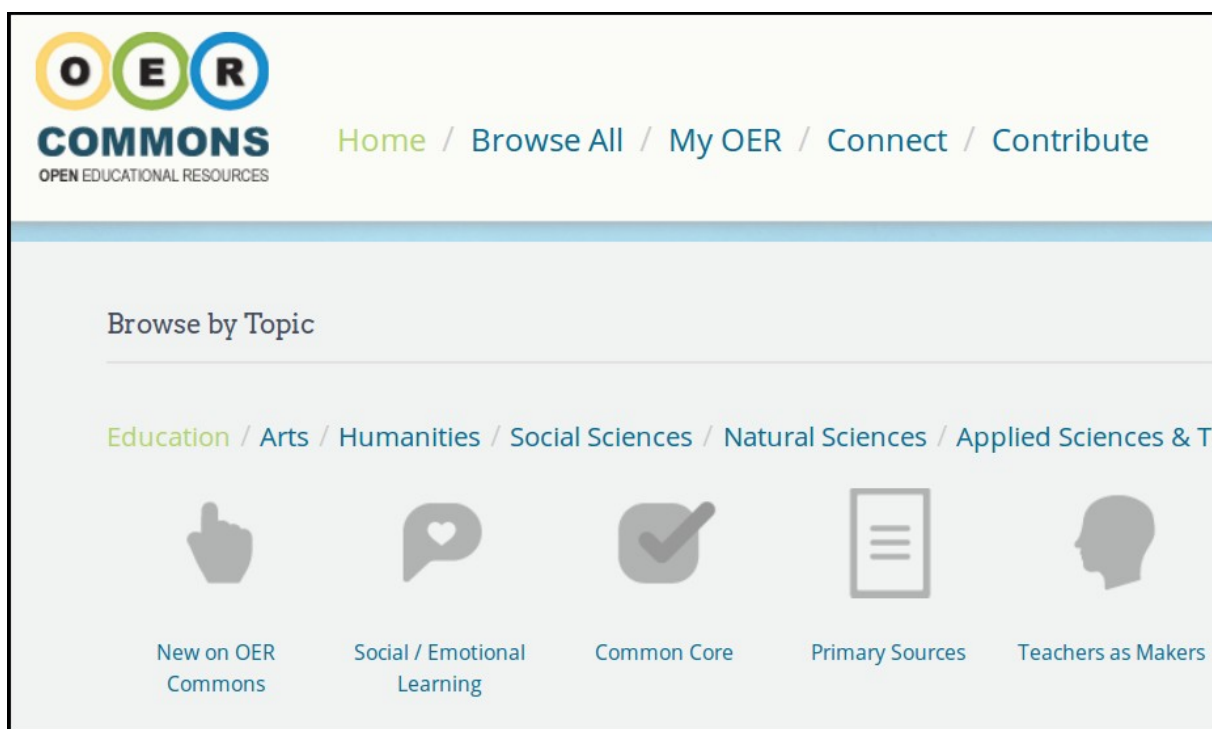 OER
COMMONS
OPEN EDUCATIONAL RESOURCES
Home / Browse All / My OER / Connect / Contribute
Browse by Topic
Education / Arts / Humanities / Social Sciences / Natural Sciences / Applied Sciences & T
New on OER
Commons
Social / Emotional
Learning
Common Core
Primary Sources
Teachers as Makers